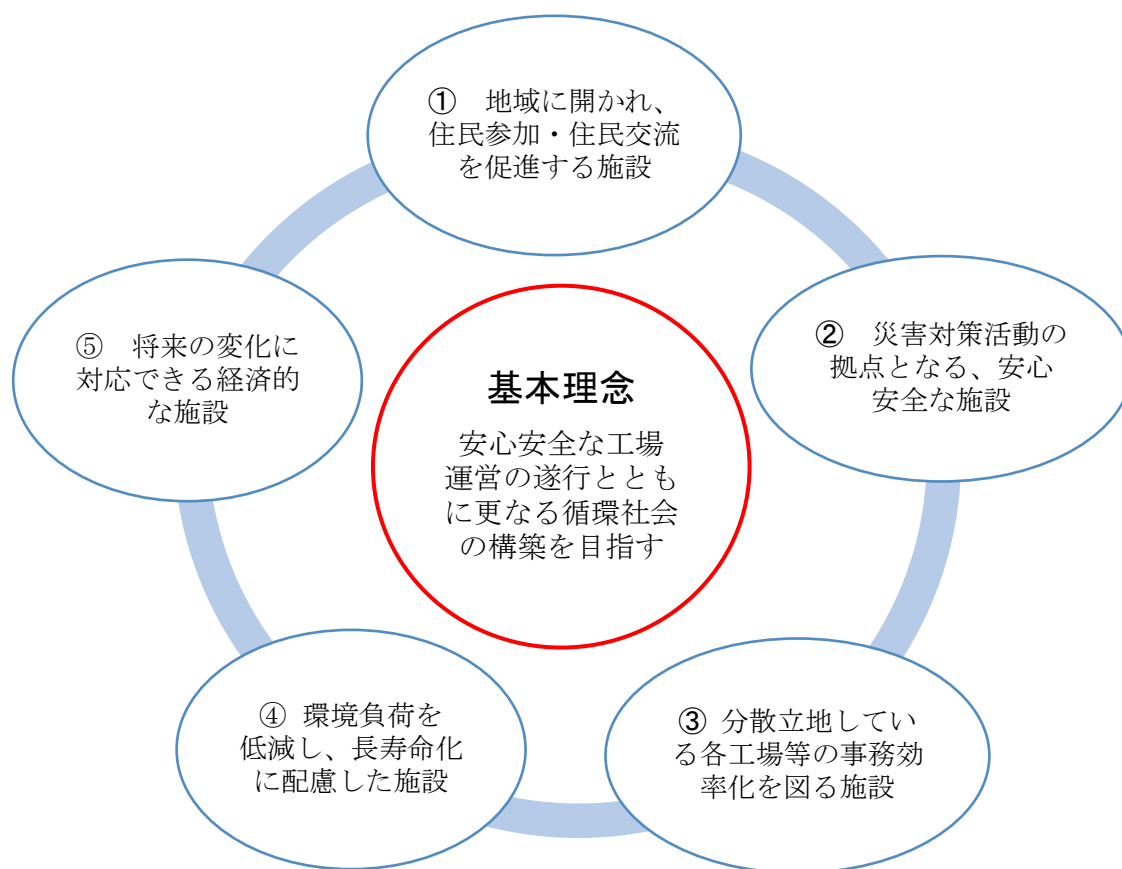 ① 地域に開かれ、
住民参加・住民交流
を促進する施設
② 災害対策活動の
拠点となる、安心
安全な施設
③ 分散立地してい
る各工場等の事務効
率化を図る施設
④ 環境負荷を
低減し、長寿命化
に配慮した施設
⑤ 将来の変化に
対応できる経済的
な施設
基本理念
安心安全な工場
運営の遂行ととも
に更なる循環社会
の構築を目指す